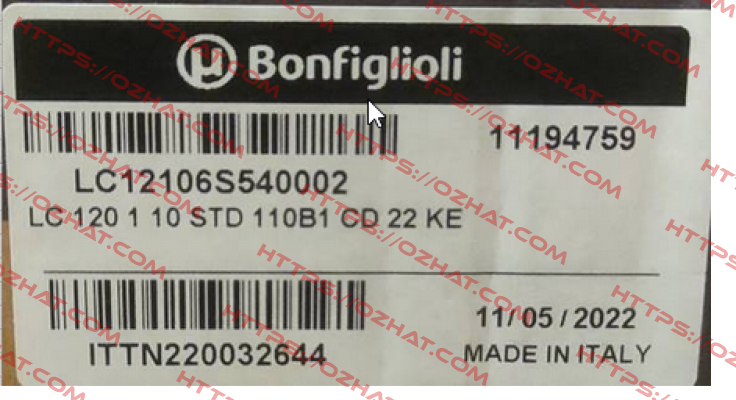 Bonfiglioli
11194759
LC12106S540002
LC 120 1 10 STD 110B1 CD 22 KE
ITTN220032644
11/05/2022
MADE IN ITALY
HTTPS://OZHAT.COM